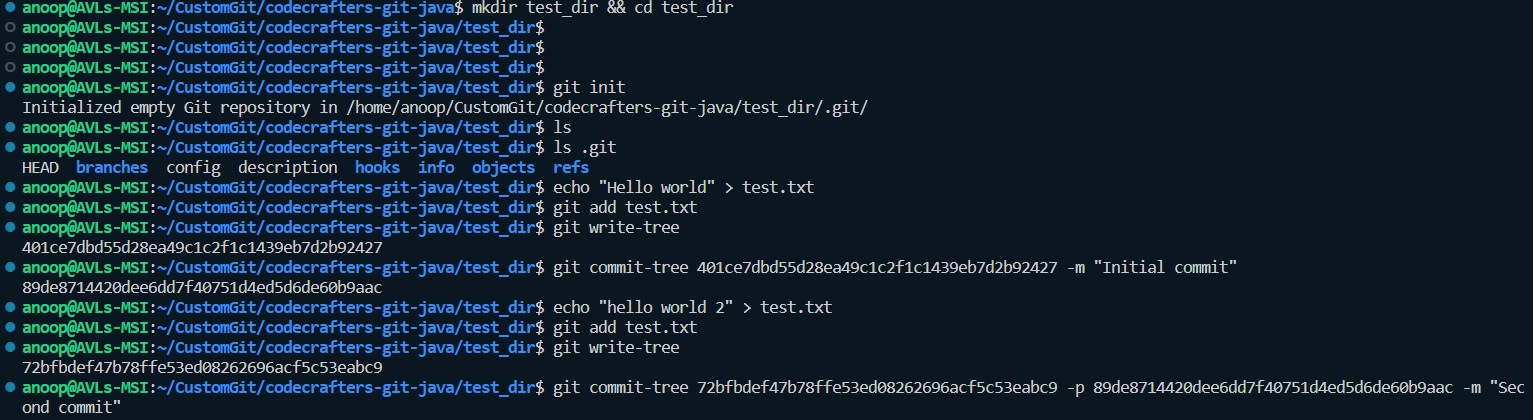 anoop@AVLs-MSI:~/CustomGit/codecrafters-git-java$ mkdir test_dir && cd test_dir
anoop@AVLs-MSI:~/CustomGit/codecrafters-git-java/test_dir$
anoop@AVLs-MSI:~/CustomGit/codecrafters-git-java/test_dir$
anoop@AVLs-MSI:~/CustomGit/codecrafters-git-java/test_dir$
anoop@AVLs-MSI:~/CustomGit/codecrafters-git-java/test_dir$ git init
Initialized empty Git repository in /home/anoop/CustomGit/codecrafters-git-java/test_dir/.git/
anoop@AVLs-MSI:~/CustomGit/codecrafters-git-java/test_dir$ ls
anoop@AVLs-MSI:~/CustomGit/codecrafters-git-java/test_dir$ ls .git
HEAD  branches  config  description  hooks  info  objects  refs
anoop@AVLs-MSI:~/CustomGit/codecrafters-git-java/test_dir$ echo "Hello world" > test.txt
anoop@AVLs-MSI:~/CustomGit/codecrafters-git-java/test_dir$ git add test.txt
anoop@AVLs-MSI:~/CustomGit/codecrafters-git-java/test_dir$ git write-tree
401ce7dbd55d28ea49c1c2f1c1439eb7d2b92427
anoop@AVLs-MSI:~/CustomGit/codecrafters-git-java/test_dir$ git commit-tree 401ce7dbd55d28ea49c1c2f1c1439eb7d2b92427 -m "Initial commit"
89de8714420dee6dd7f40751d4ed5d6de60b9aac
anoop@AVLs-MSI:~/CustomGit/codecrafters-git-java/test_dir$ echo "hello world 2" > test.txt
anoop@AVLs-MSI:~/CustomGit/codecrafters-git-java/test_dir$ git add test.txt
anoop@AVLs-MSI:~/CustomGit/codecrafters-git-java/test_dir$ git write-tree
72bfbdef47b78ffe53ed08262696acf5c53eabc9
anoop@AVLs-MSI:~/CustomGit/codecrafters-git-java/test_dir$ git commit-tree 72bfbdef47b78ffe53ed08262696acf5c53eabc9 -p 89de8714420dee6dd7f40751d4ed5d6de60b9aac -m "Sec
ond commit"